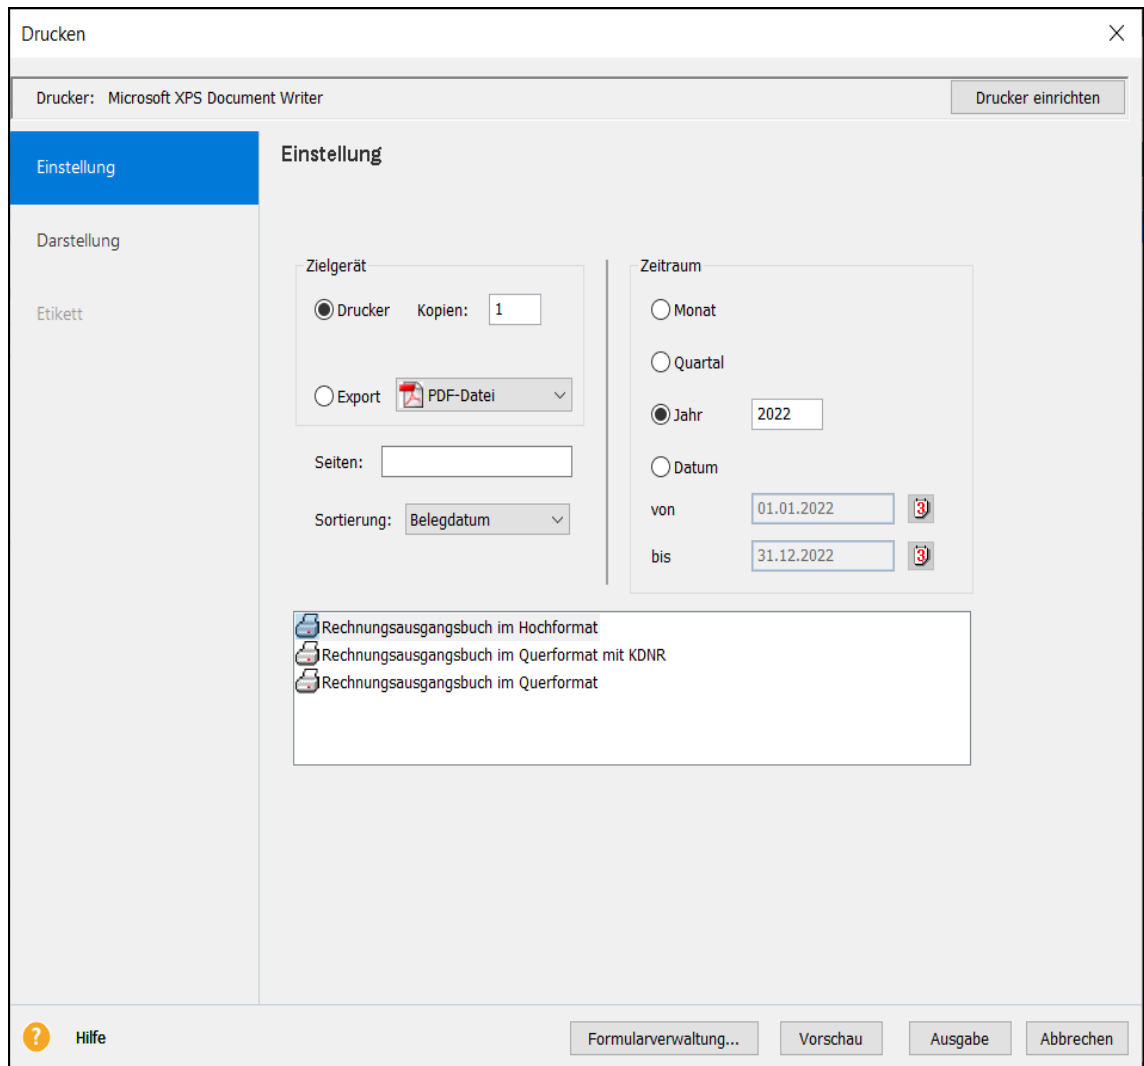 Drucken
Drucker: Microsoft XPS Document Writer
Drucker einrichten
Einstellung
Darstellung
Etikett
Einstellung
Zielgerät
Drucker Kopien: 1
Export PDF-Datei
Seiten:
Sortierung: Belegdatum
Zeitraum
Monat
Quartal
Jahr 2022
Datum
von 01.01.2022 3
bis 31.12.2022 3
Rechnungsausgangsbuch im Hochformat
Rechnungsausgangsbuch im Querformat mit KDNR
Rechnungsausgangsbuch im Querformat
? Hilfe
Formularverwaltung... Vorschau Ausgabe Abbrechen